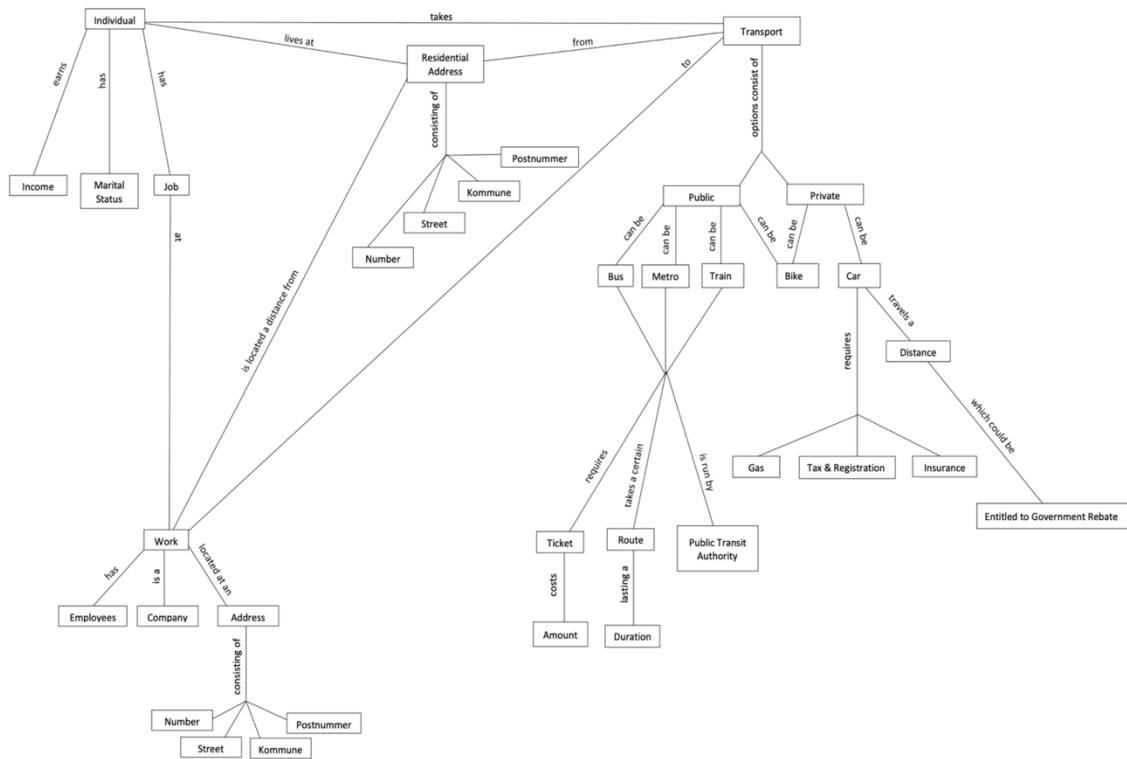 Individual
takes
Transport
lives at
from
Residential
Address
to
earns
has
has
consisting of
options consist of
Income
Marital
Status
Job
Postnummer
Kommune
Street
Number
Public
Private
at
can be
can be
can be
can be
can be
can be
Bus
Metro
Train
Bike
Car
is located a distance from
travels a
requires
Distance
which could be
Gas
Tax & Registration
Insurance
requires
takes a certain
is run by
Entitled to Government Rebate
Work
Ticket
Route
Public Transit
Authority
has
is a
located at an
costs
lasting a
Employees
Company
Address
Amount
Duration
consisting of
Number
Postnummer
Street
Kommune